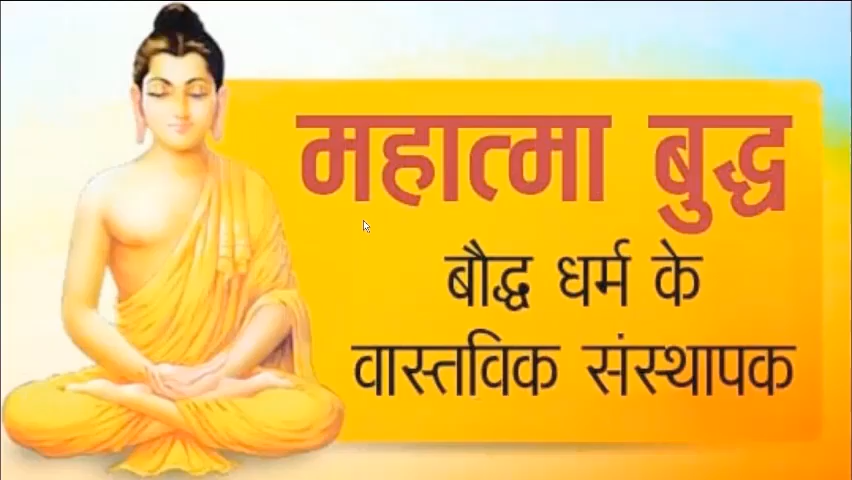 महात्मा बुद्ध
बौद्ध धर्म के
वास्तविक संस्थापक